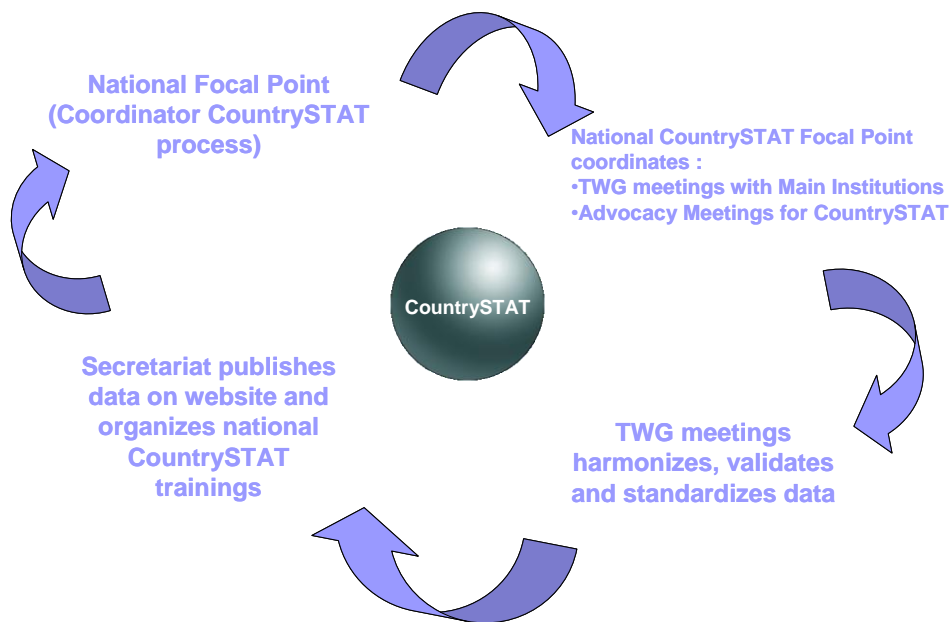 National Focal Point
(Coordinator CountrySTAT
process)
National CountrySTAT Focal Point
coordinates :
•TWG meetings with Main Institutions
•Advocacy Meetings for CountrySTAT
CountrySTAT
TWG meetings
harmonizes, validates
and standardizes data
Secretariat publishes
data on website and
organizes national
CountrySTAT
trainings